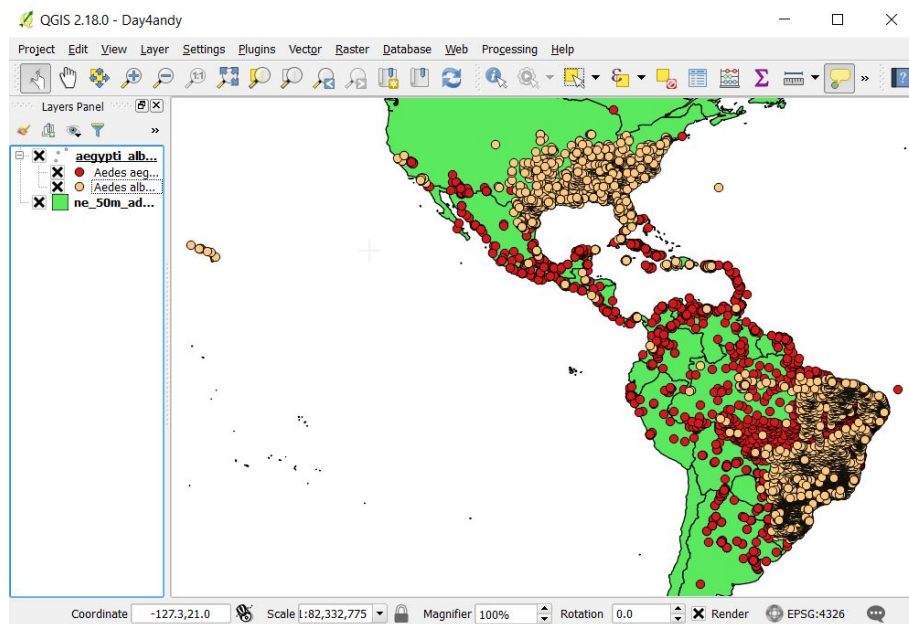 QGIS 2.18.0 - Day4andy
Project Edit View Layer Settings Plugins Vector Raster Database Web Processing Help
1:1 Σ » ?
Layers Panel
»
aegypti_alb...
Aedes aeg...
Aedes alb...
ne_50m_ad...
Coordinate -127.3,21.0 Scale 1:82,332,775 Magnifier 100% Rotation 0.0 Render EPSG:4326